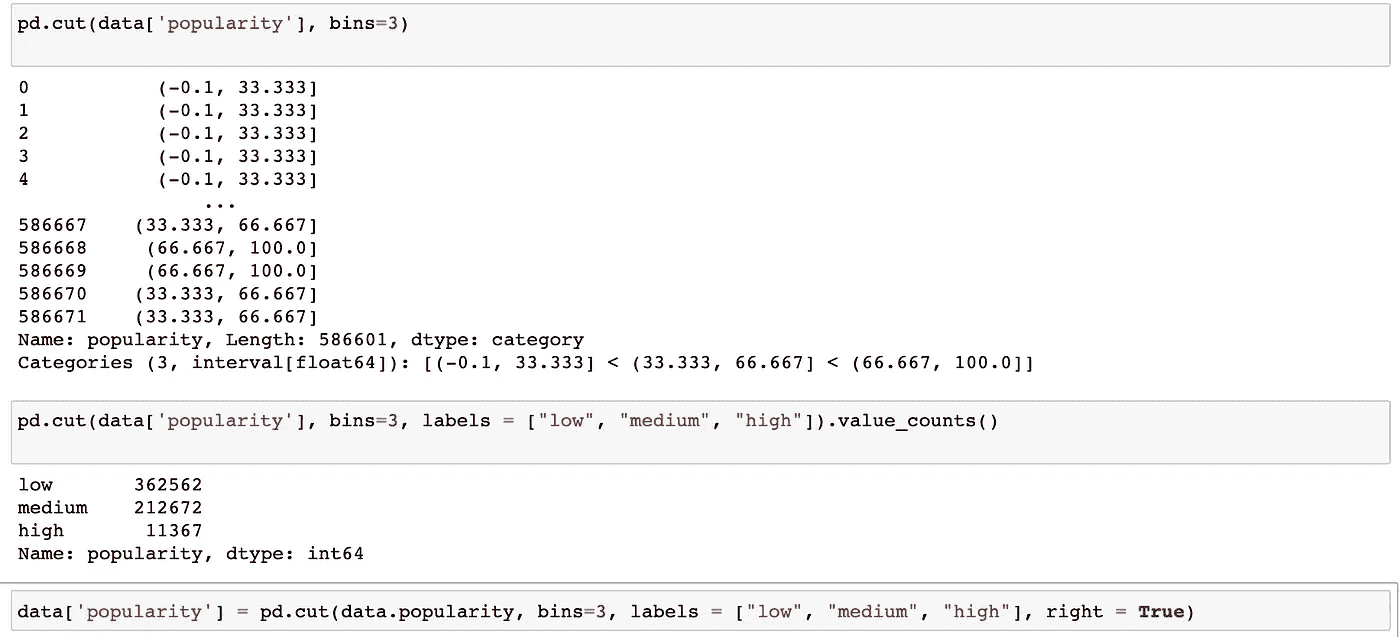 pd.cut(data['popularity'], bins=3)
0 (-0.1, 33.333]
1 (-0.1, 33.333]
2 (-0.1, 33.333]
3 (-0.1, 33.333]
4 (-0.1, 33.333]
...
586667 (33.333, 66.667]
586668 (66.667, 100.0]
586669 (66.667, 100.0]
586670 (33.333, 66.667]
586671 (33.333, 66.667]
Name: popularity, Length: 586601, dtype: category
Categories (3, interval[float64]): [(-0.1, 33.333] < (33.333, 66.667] < (66.667, 100.0]]
pd.cut(data['popularity'], bins=3, labels = ["low", "medium", "high"]).value_counts()
low 362562
medium 212672
high 11367
Name: popularity, dtype: int64
data['popularity'] = pd.cut(data.popularity, bins=3, labels = ["low", "medium", "high"], right = True)